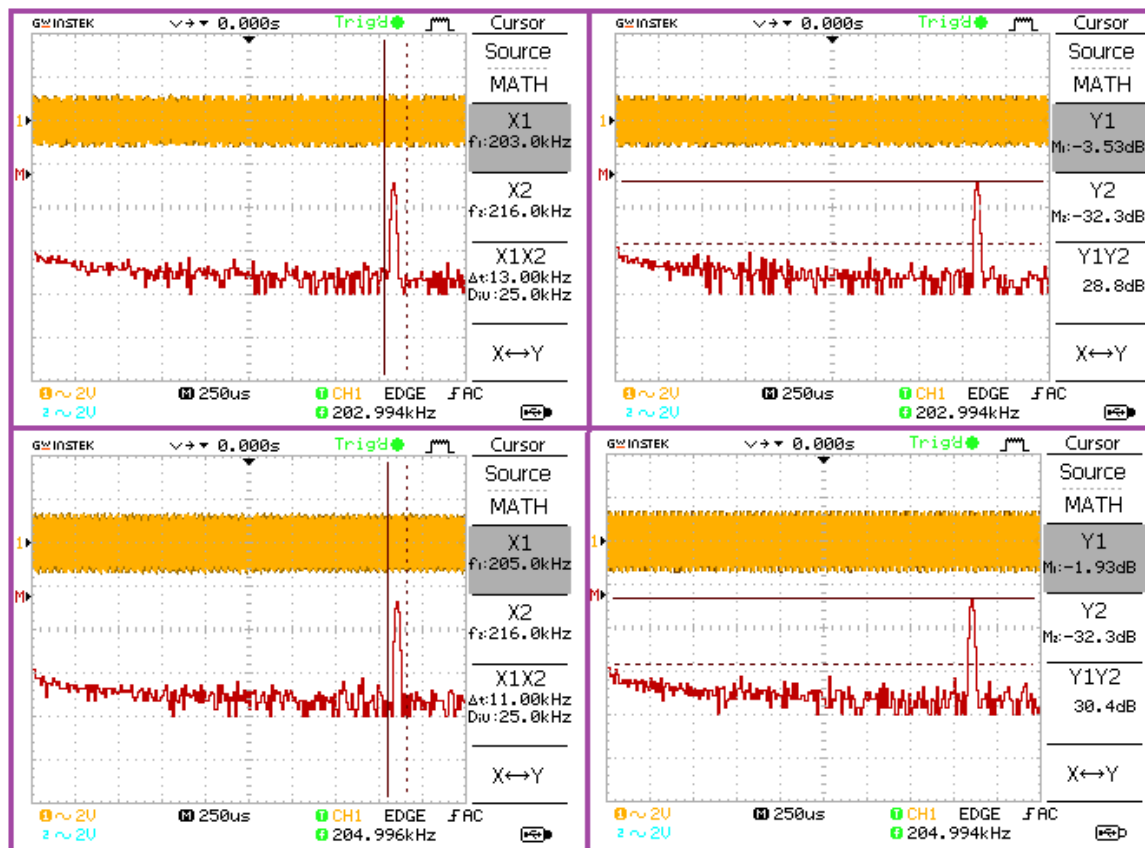 GW INSTEK 0.000s Trig'd Cursor
Source
MATH
X1
f1:203.0kHz
1
M
X2
f2:216.0kHz
X1X2
Δf:13.00kHz
Div:25.0kHz
X↔Y
1 ~ 2V M 250us T CH1 EDGE AC
2 ~ 2V f 202.994kHz
GW INSTEK 0.000s Trig'd Cursor
Source
MATH
Y1
M1:-3.53dB
1
M
Y2
M2:-32.3dB
Y1Y2
28.8dB
X↔Y
1 ~ 2V M 250us T CH1 EDGE AC
2 ~ 2V f 202.994kHz
GW INSTEK 0.000s Trig'd Cursor
Source
MATH
X1
f1:205.0kHz
1
M
X2
f2:216.0kHz
X1X2
Δf:11.00kHz
Div:25.0kHz
X↔Y
1 ~ 2V M 250us T CH1 EDGE AC
2 ~ 2V f 204.996kHz
GW INSTEK 0.000s Trig'd Cursor
Source
MATH
Y1
M1:-1.93dB
1
M
Y2
M2:-32.3dB
Y1Y2
30.4dB
X↔Y
1 ~ 2V M 250us T CH1 EDGE AC
2 ~ 2V f 204.994kHz